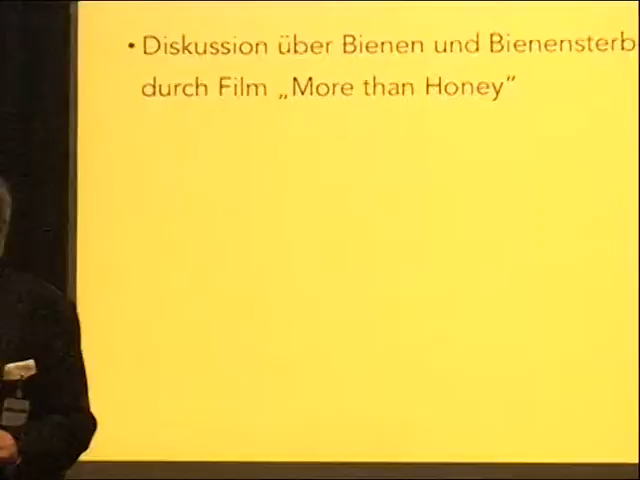 • Diskussion über Bienen und Bienensterb
durch Film „More than Honey“